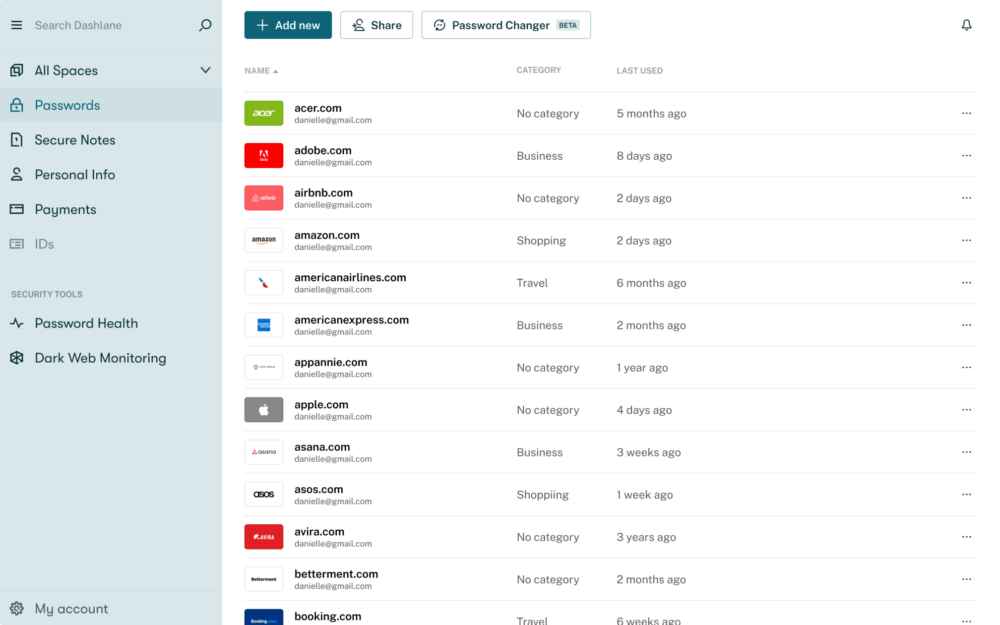 Search Dashlane
All Spaces
Passwords
Secure Notes
Personal Info
Payments
IDs
SECURITY TOOLS
Password Health
Dark Web Monitoring
My account
Add new
Share
Password Changer BETA
NAME CATEGORY LAST USED
acer acer.com No category 5 months ago
danielle@gmail.com
Adobe adobe.com Business 8 days ago
danielle@gmail.com
airbnb airbnb.com No category 2 days ago
danielle@gmail.com
amazon amazon.com Shopping 2 days ago
danielle@gmail.com
americanairlines.com Travel 6 months ago
danielle@gmail.com
AMERICAN EXPRESS americanexpress.com Business 2 months ago
danielle@gmail.com
APP ANNIE appannie.com No category 1 year ago
danielle@gmail.com
apple.com No category 4 days ago
danielle@gmail.com
asana asana.com Business 3 weeks ago
danielle@gmail.com
asos asos.com Shoppiing 1 week ago
danielle@gmail.com
AVIRA avira.com No category 3 years ago
danielle@gmail.com
Betterment betterment.com No category 2 months ago
danielle@gmail.com
Booking.com booking.com Travel 6 weeks ago